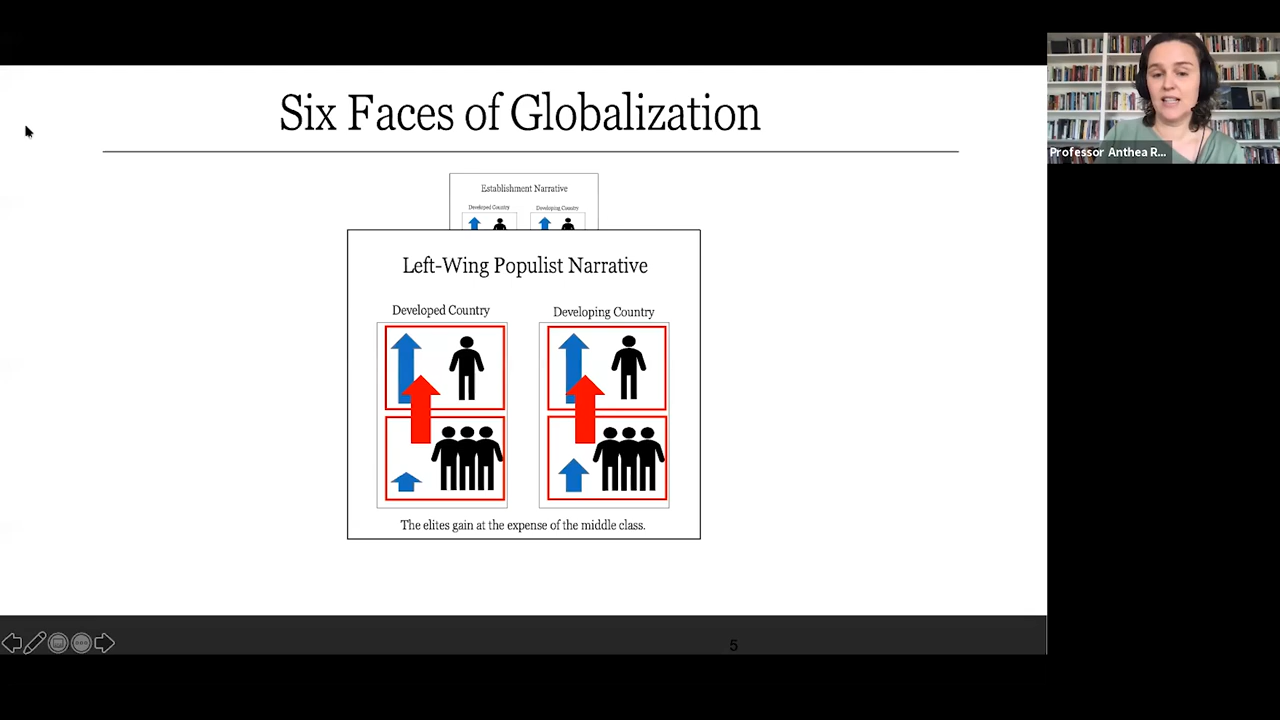 Six Faces of Globalization
Professor Anthea R...
Establishment Narrative
Developed Country Developing Country
Left-Wing Populist Narrative
Developed Country Developing Country
The elites gain at the expense of the middle class.
5